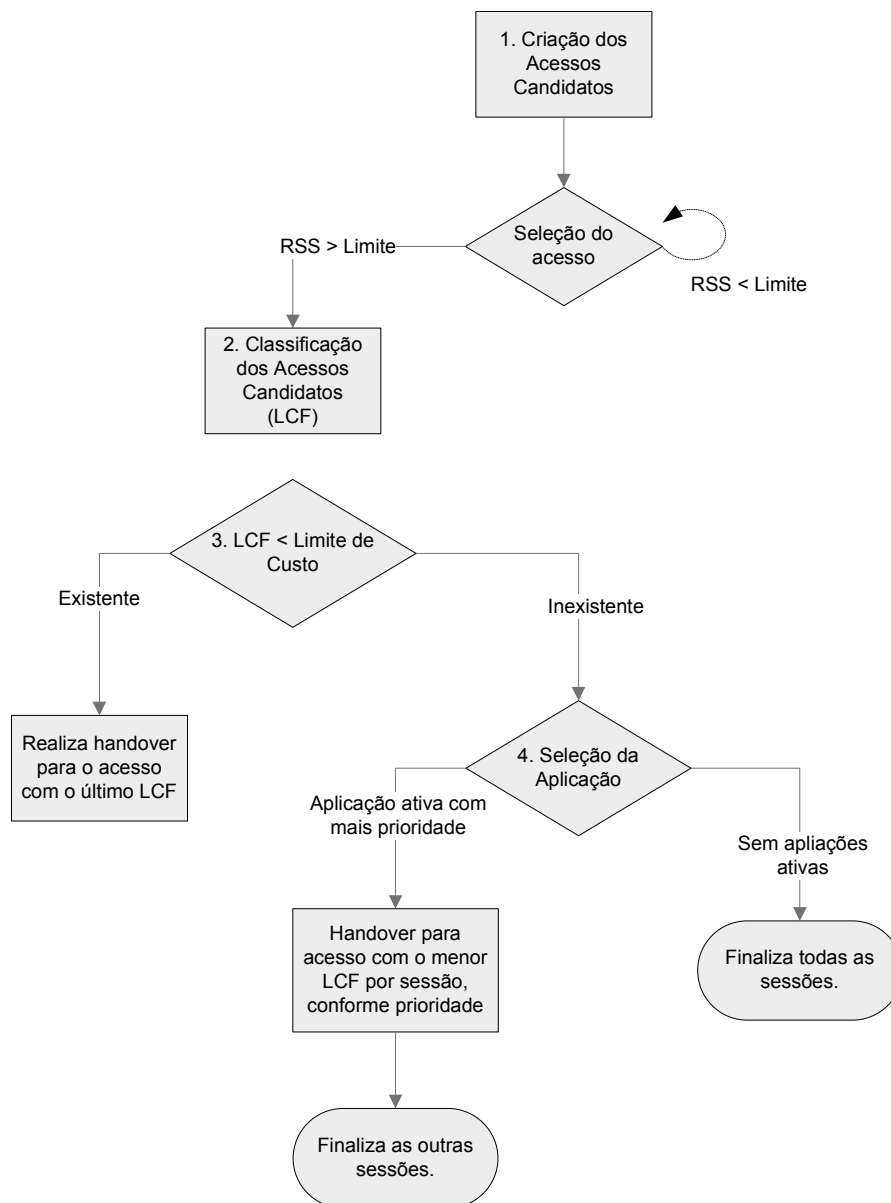 1. Criação dos
Acessos
Candidatos
Seleção do
acesso
RSS > Limite
RSS < Limite
2. Classificação
dos Acessos
Candidatos
(LCF)
3. LCF < Limite de
Custo
Existente
Inexistente
Realiza handover
para o acesso
com o último LCF
4. Seleção da
Aplicação
Aplicação ativa com
mais prioridade
Sem apliações
ativas
Handover para
acesso com o menor
LCF por sessão,
conforme prioridade
Finaliza todas as
sessões.
Finaliza as outras
sessões.